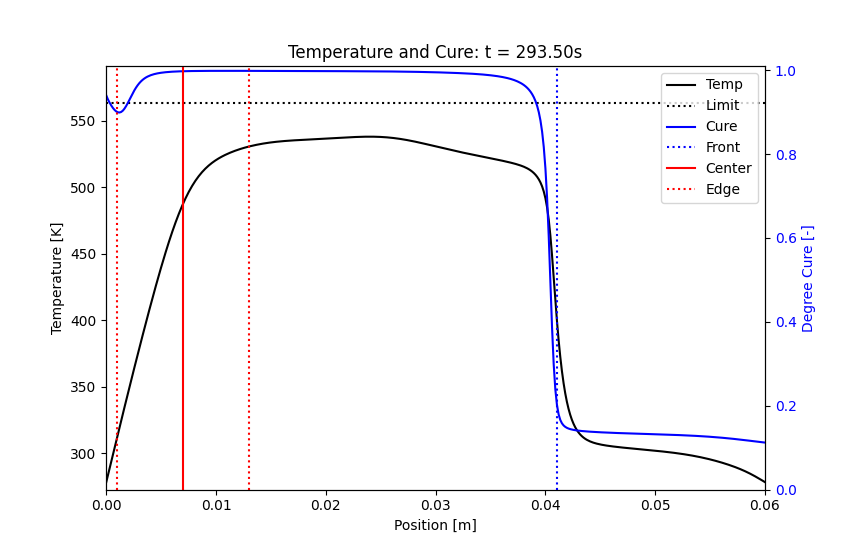 Temperature and Cure: t = 293.50s
Temp
Limit
Cure
Front
Center
Edge
Temperature [K]
550
500
450
400
350
300
Degree Cure [-]
1.0
0.8
0.6
0.4
0.2
0.0
0.00 0.01 0.02 0.03 0.04 0.05 0.06
Position [m]